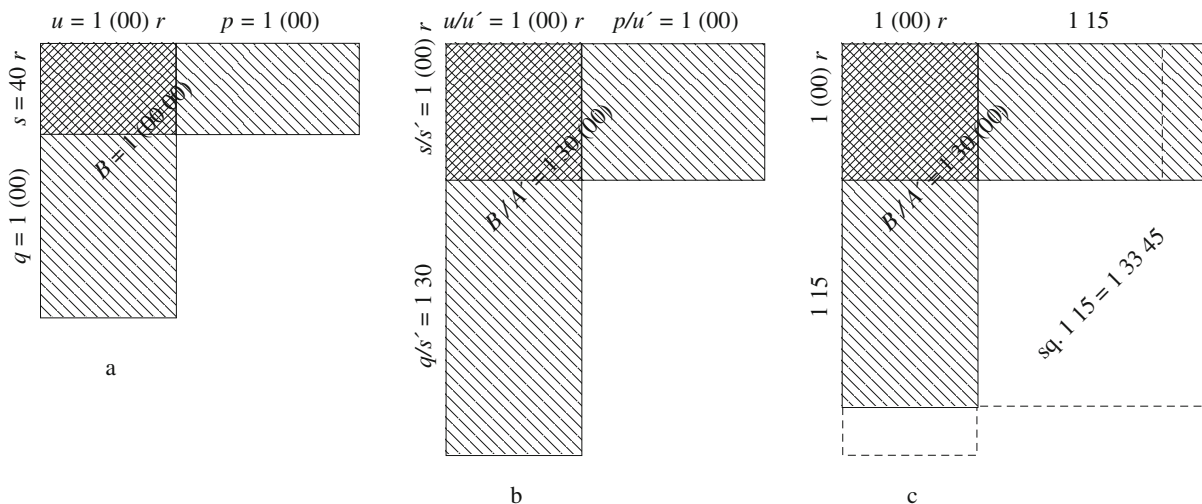 u = 1 (00) r p = 1 (00)
s = 40 r
q = 1 (00)
B = 1 (00 00)
a
u/u´ = 1 (00) r p/u´ = 1 (00)
s/s´ = 1 (00) r
q/s´ = 1 30
B / A´ = 1 30 (00)
b
1 (00) r 1 15
1 (00) r
1 15
B / A´ = 1 30 (00)
sq. 1 15 = 1 33 45
c